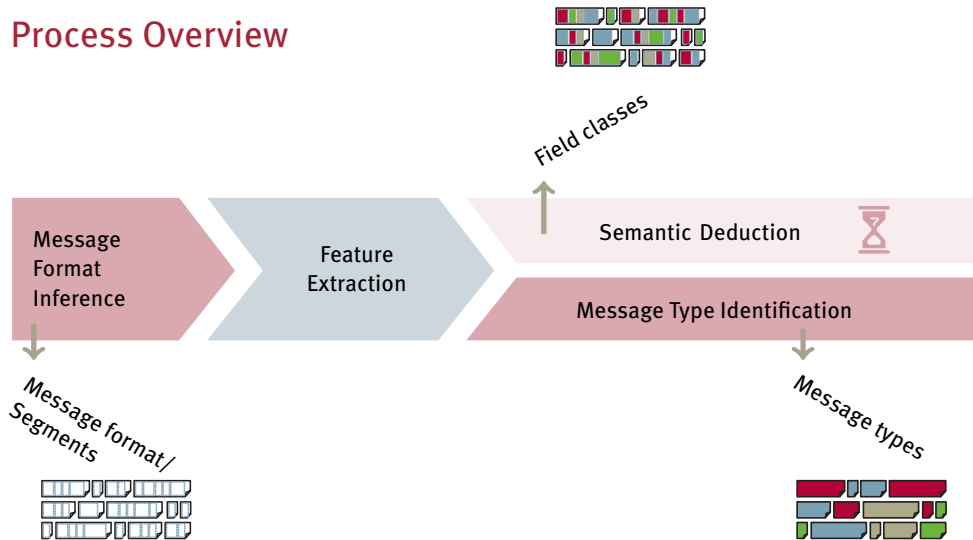 Process Overview
Field classes
Message
Format
Inference
Feature
Extraction
Semantic Deduction
Message Type Identification
Message format/
Segments
Message types